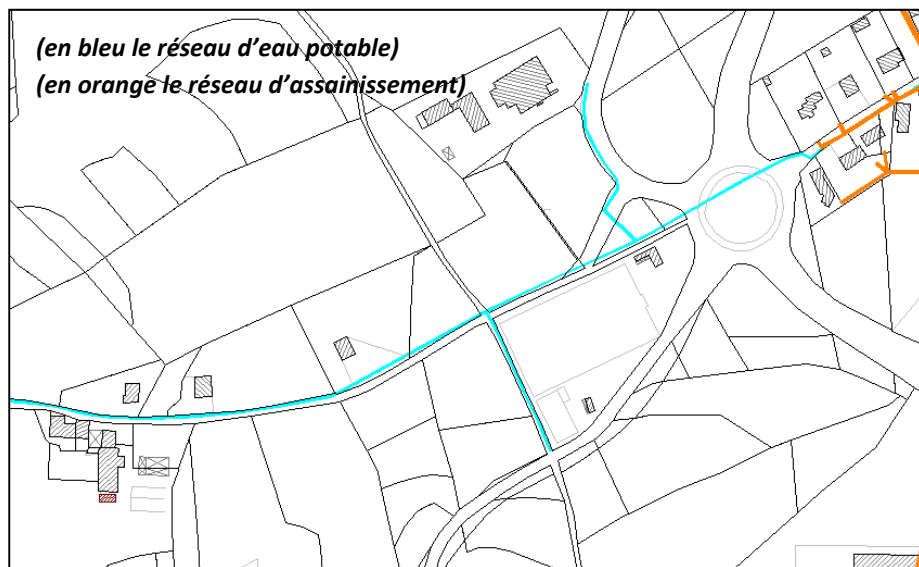 (en bleu le réseau d’eau potable)
(en orange le réseau d’assainissement)